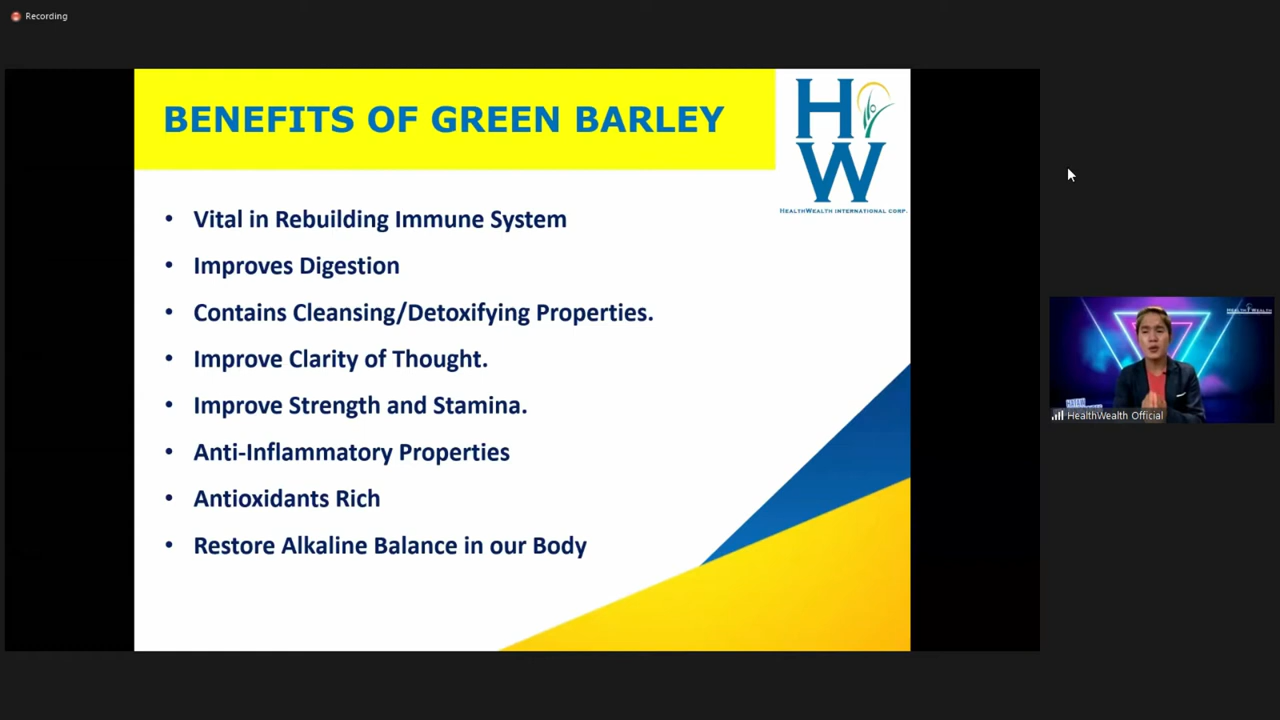 Recording
BENEFITS OF GREEN BARLEY
H
W
HEALTHWEALTH INTERNATIONAL CORP.
• Vital in Rebuilding Immune System
• Improves Digestion
• Contains Cleansing/Detoxifying Properties.
• Improve Clarity of Thought.
• Improve Strength and Stamina.
• Anti-Inflammatory Properties
• Antioxidants Rich
• Restore Alkaline Balance in our Body
HEALTHWEALTH
HealthWealth Official